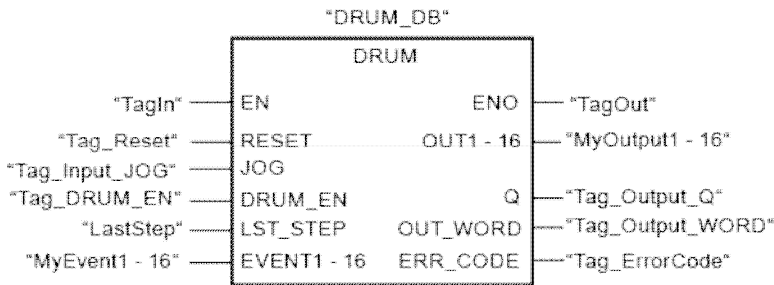 "DRUM_DB"
DRUM
"TagIn" EN ENO "TagOut"
"Tag_Reset" RESET OUT1 - 16 "MyOutput1 - 16"
"Tag_Input_JOG" JOG
"Tag_DRUM_EN" DRUM_EN Q "Tag_Output_Q"
"LastStep" LST_STEP OUT_WORD "Tag_Output_WORD"
"MyEvent1 - 16" EVENT1 - 16 ERR_CODE "Tag_ErrorCode"